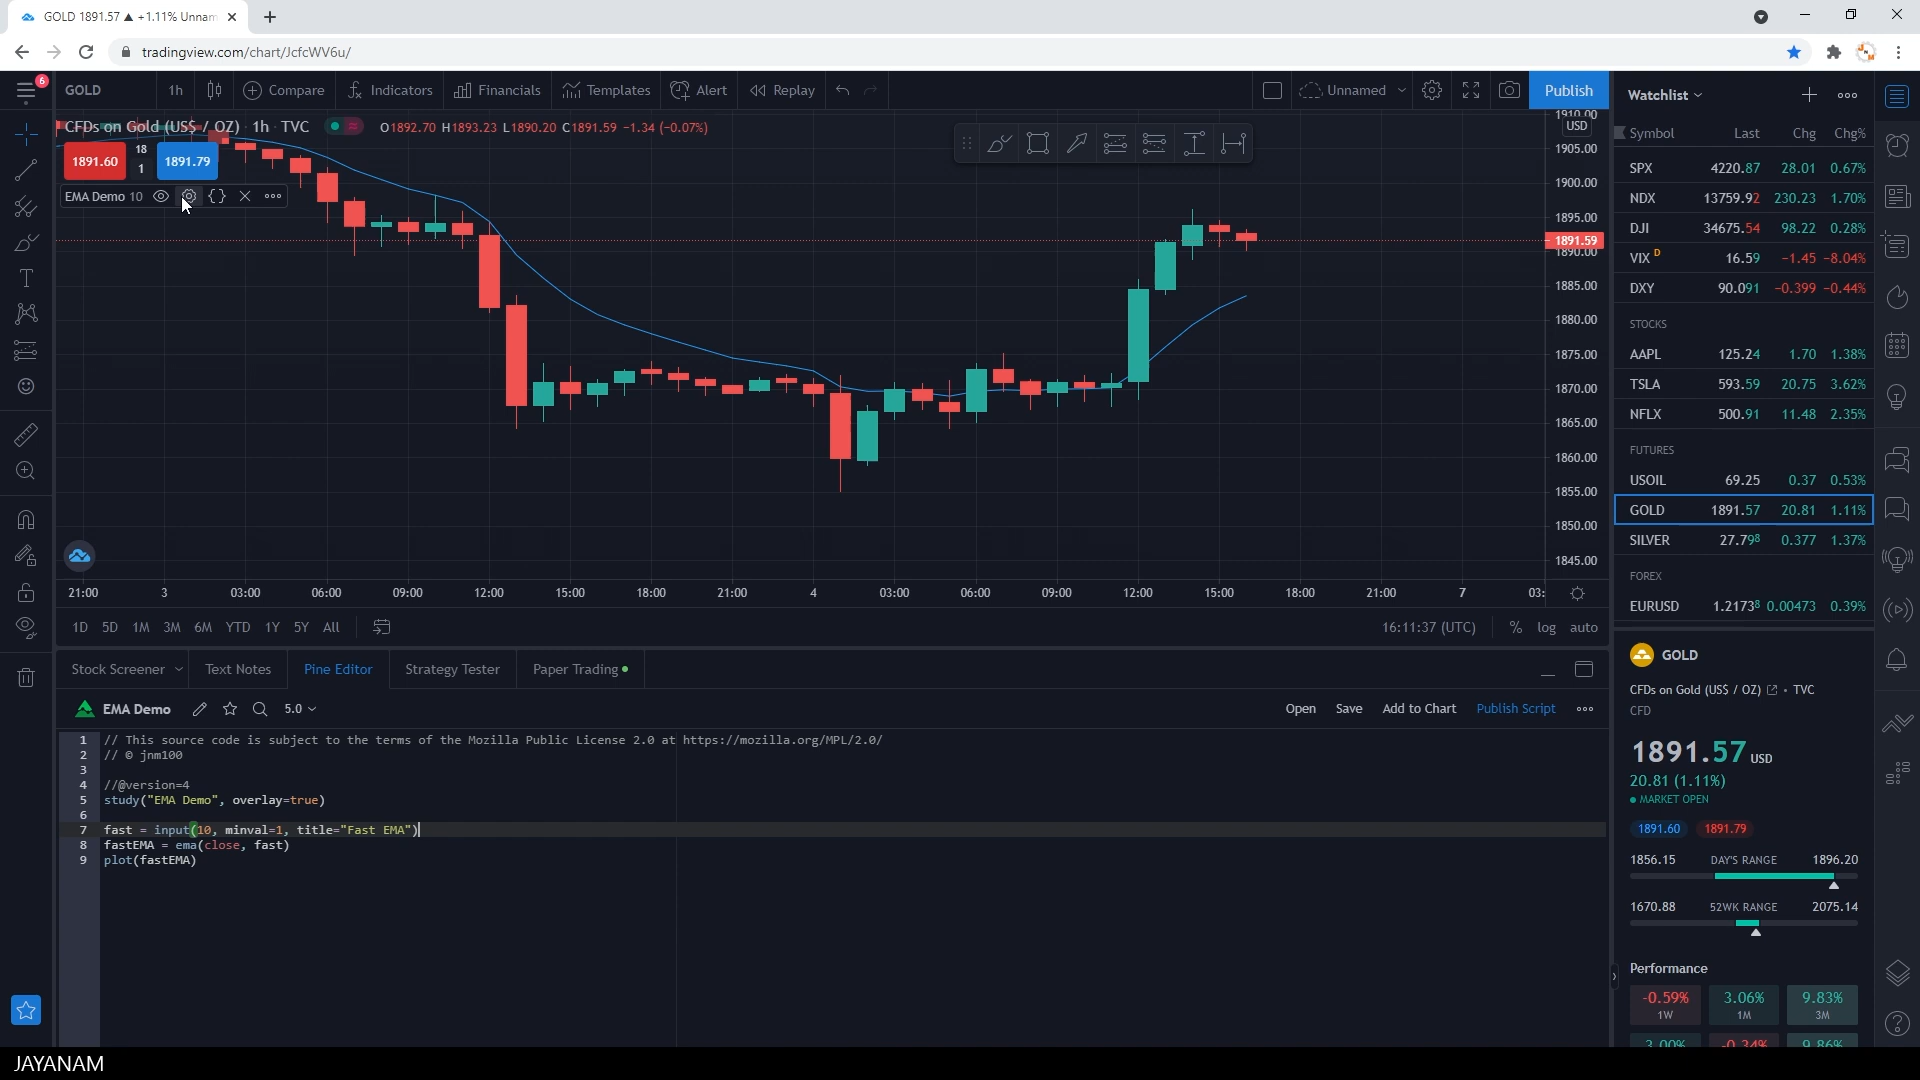 GOLD 1891.57 ▲ +1.11% Unnam
tradingview.com/chart/JcfcWV6u/
6
GOLD
1h
Compare
Indicators
Financials
Templates
Alert
Replay
Unnamed
Publish
CFDs on Gold (US$ / OZ) · 1h · TVC
O1892.70 H1893.23 L1890.20 C1891.59 −1.34 (−0.07%)
1891.60
18
1
1891.79
EMA Demo 10
USD
1910.00
1905.00
1900.00
1895.00
1891.59
1890.00
1885.00
1880.00
1875.00
1870.00
1865.00
1860.00
1855.00
1850.00
1845.00
21:00 3 03:00 06:00 09:00 12:00 15:00 18:00 21:00 4 03:00 06:00 09:00 12:00 15:00 18:00 21:00 7 03:
1D 5D 1M 3M 6M YTD 1Y 5Y All
16:11:37 (UTC) % log auto
Stock Screener
Text Notes
Pine Editor
Strategy Tester
Paper Trading
EMA Demo
5.0
Open Save Add to Chart Publish Script
1 // This source code is subject to the terms of the Mozilla Public License 2.0 at https://mozilla.org/MPL/2.0/
2 // © jnm100
3
4 //@version=4
5 study("EMA Demo", overlay=true)
6
7 fast = input(10, minval=1, title="Fast EMA")
8 fastEMA = ema(close, fast)
9 plot(fastEMA)
Watchlist
Symbol Last Chg Chg%
SPX 4220.87 28.01 0.67%
NDX 13759.92 230.23 1.70%
DJI 34675.54 98.22 0.28%
VIX D 16.59 −1.45 −8.04%
DXY 90.091 −0.399 −0.44%
STOCKS
AAPL 125.24 1.70 1.38%
TSLA 593.59 20.75 3.62%
NFLX 500.91 11.48 2.35%
FUTURES
USOIL 69.25 0.37 0.53%
GOLD 1891.57 20.81 1.11%
SILVER 27.798 0.377 1.37%
FOREX
EURUSD 1.21738 0.00473 0.39%
GOLD
CFDs on Gold (US$ / OZ) • TVC
CFD
1891.57 USD
20.81 (1.11%)
MARKET OPEN
1891.60 1891.79
1856.15 DAY'S RANGE 1896.20
1670.88 52WK RANGE 2075.14
Performance
-0.59% 3.06% 9.83%
1W 1M 3M
3.00% -0.34% 9.86%
JAYANAM